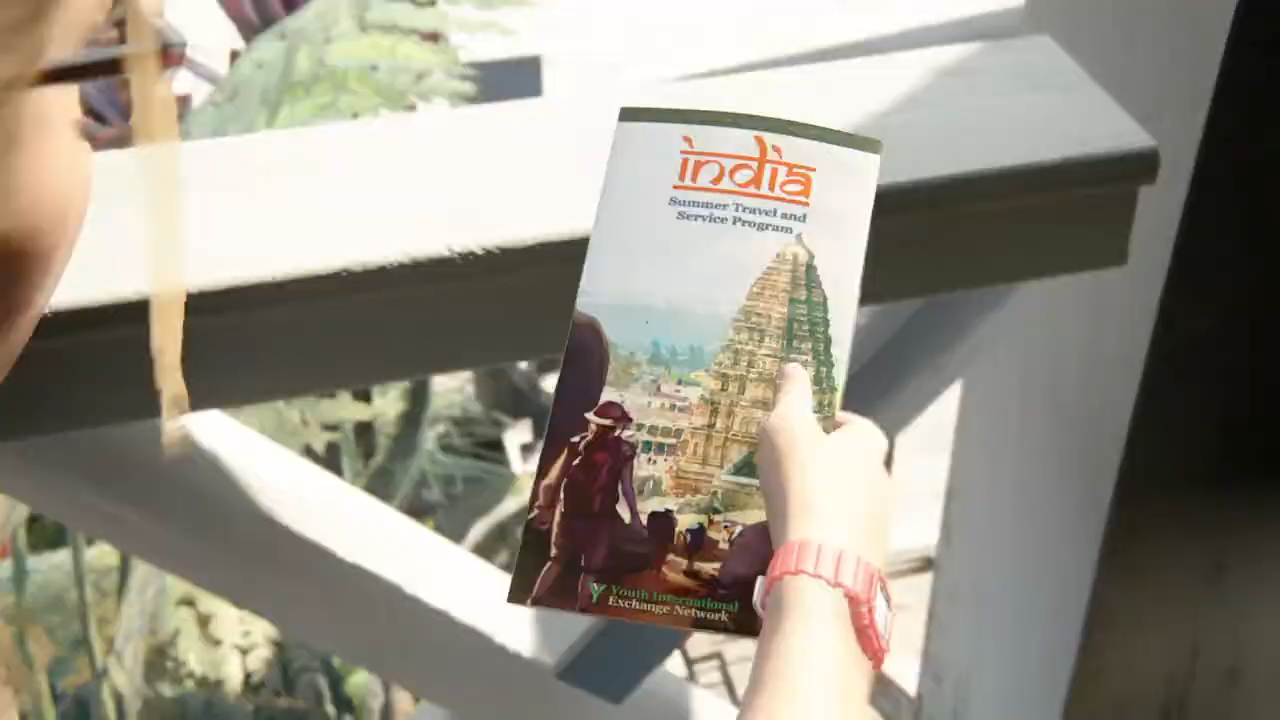 india
Summer Travel and
Service Program
Youth International
Exchange Network